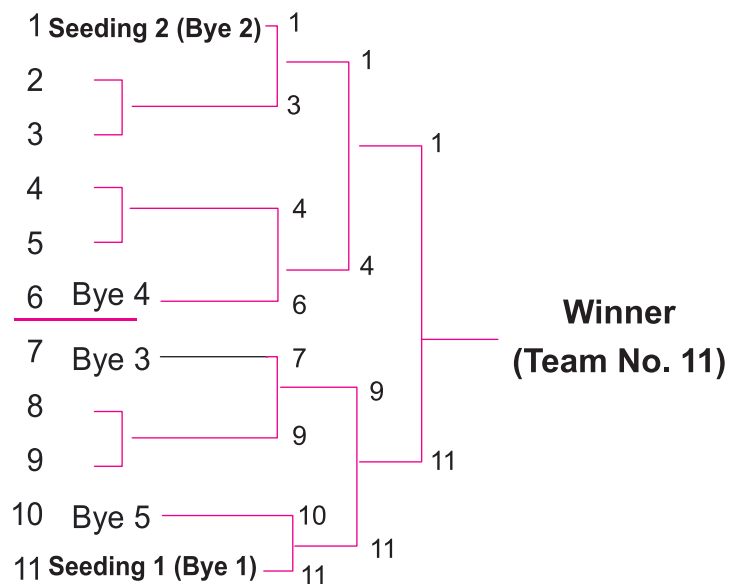 1 Seeding 2 (Bye 2) 1
1
2
3
3
1
4
4
5
4
6 Bye 4
6
Winner
(Team No. 11)
7 Bye 3 7
9
8
9
9
11
10 Bye 5 10
11
11 Seeding 1 (Bye 1) 11